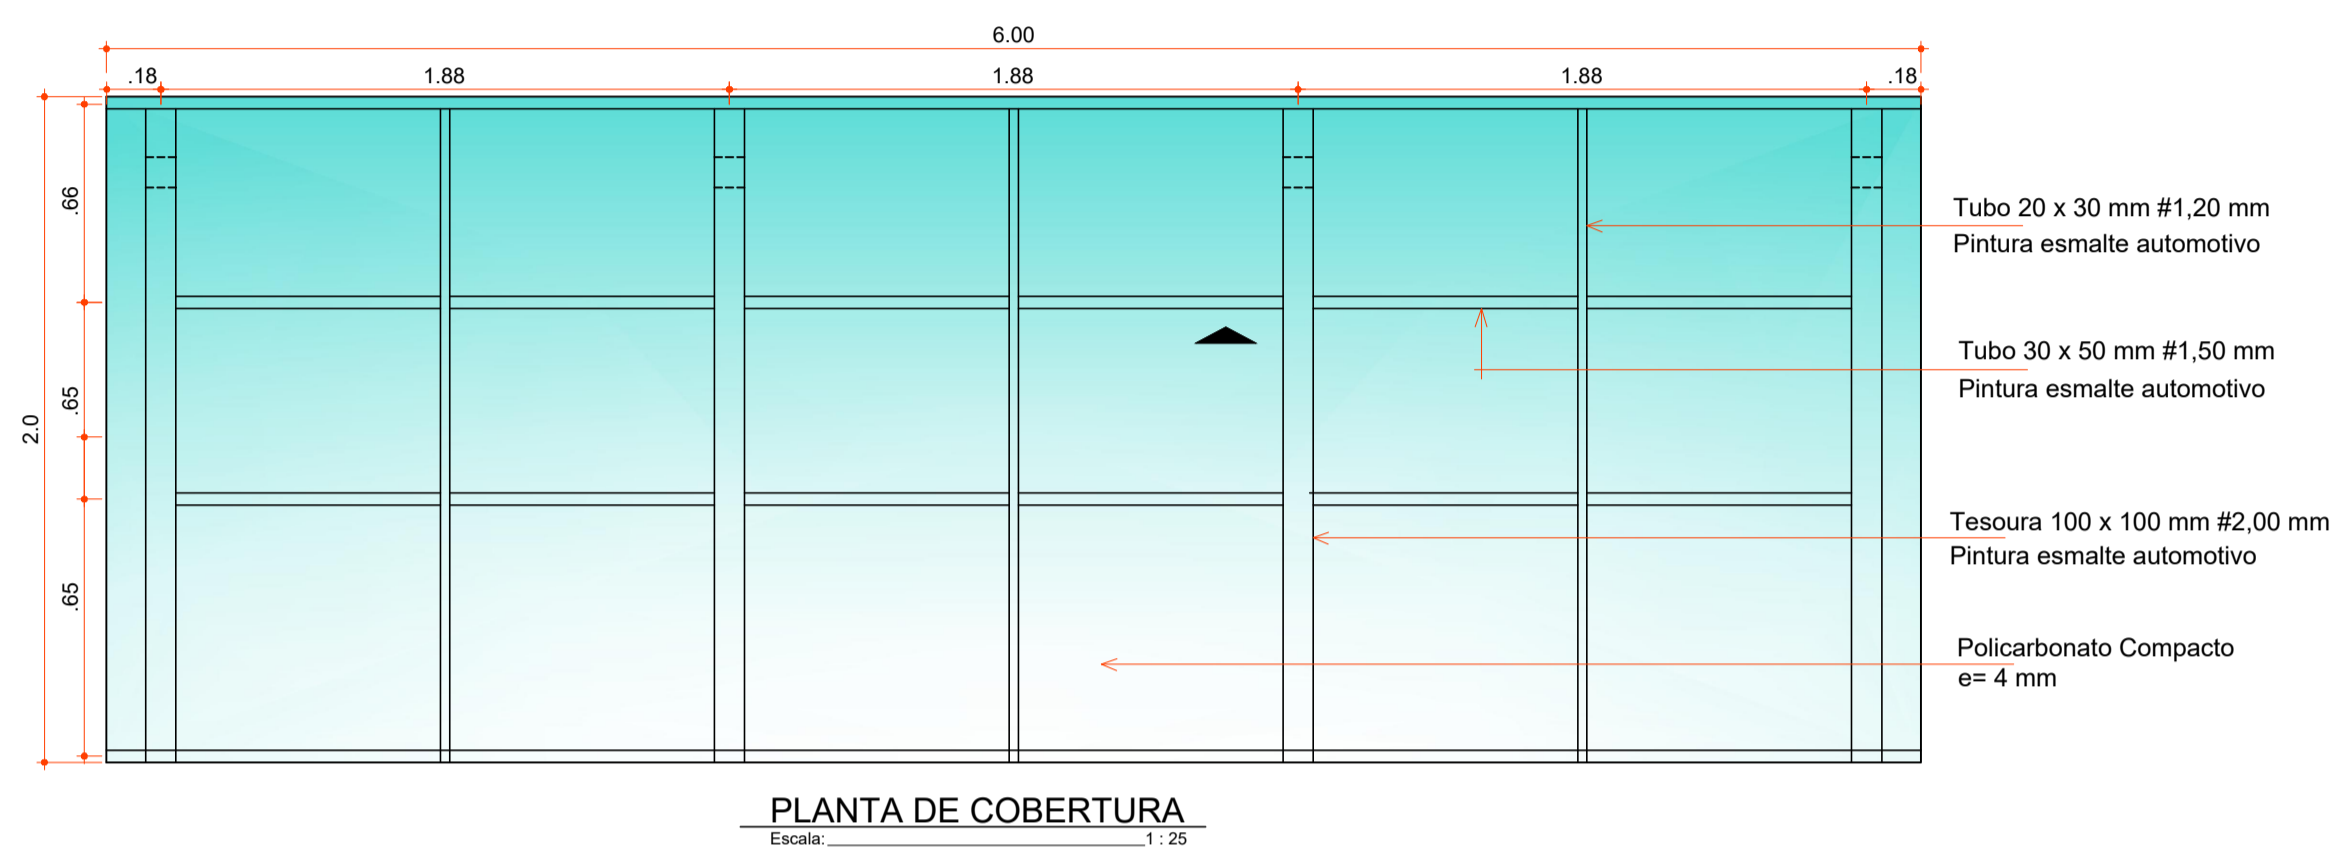 6.00
.18 1.88 1.88 1.88 .18
.66
.65
2.0
.65
Tubo 20 x 30 mm #1,20 mm
Pintura esmalte automotivo
Tubo 30 x 50 mm #1,50 mm
Pintura esmalte automotivo
Tesoura 100 x 100 mm #2,00 mm
Pintura esmalte automotivo
Policarbonato Compacto
e= 4 mm
PLANTA DE COBERTURA
Escala: 1 : 25